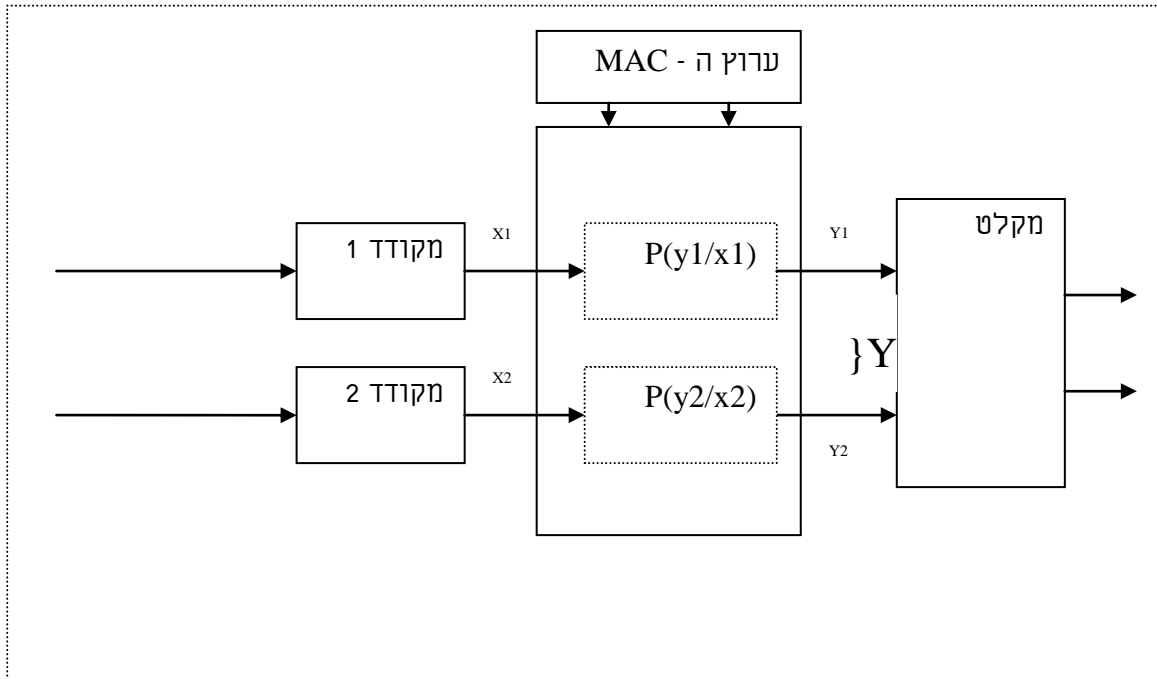 ערוץ ה - MAC
מקודד 1
X1
P(y1/x1)
Y1
מקלט
}Y
מקודד 2
X2
P(y2/x2)
Y2